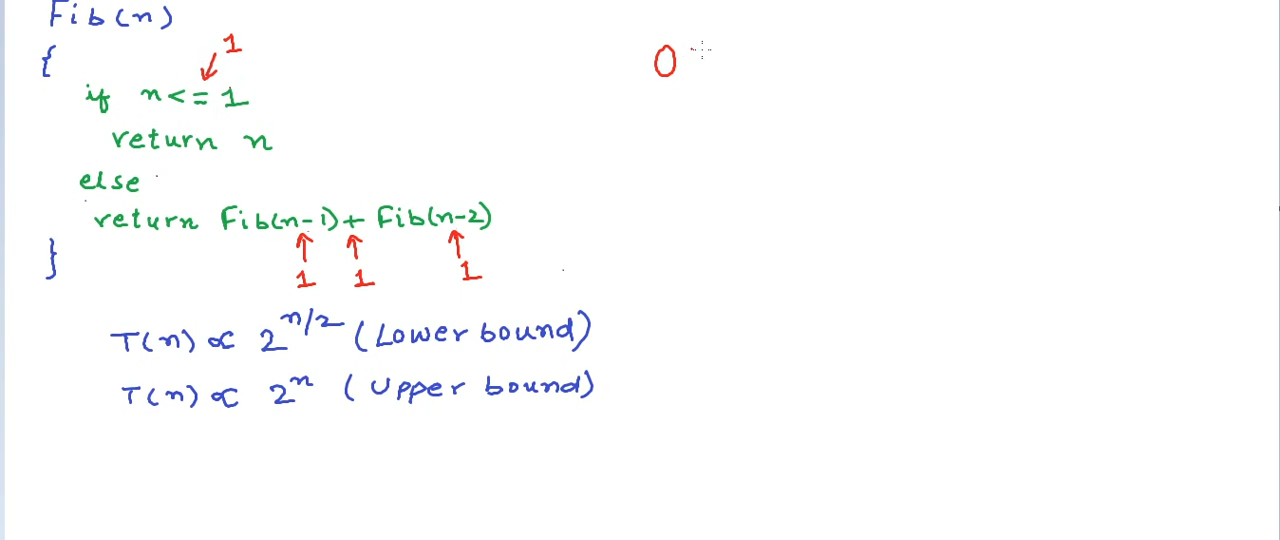 Fib(n)
{
1
if n<=1
return n
else
return Fib(n-1)+Fib(n-2)
1 1 1
}
T(n) ∝ 2^n/2 (Lower bound)
T(n) ∝ 2^n (Upper bound)
0